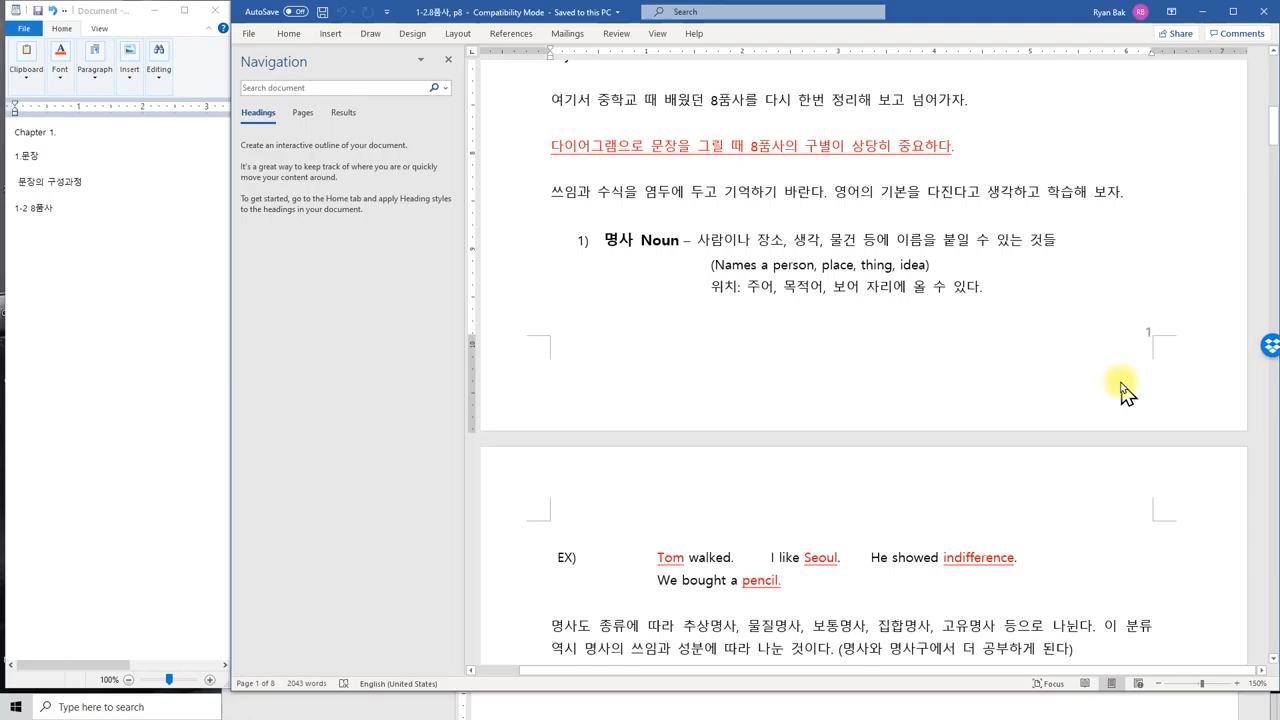 Document -
File
Home
View
Clipboard
Font
Paragraph
Insert
Editing
1
2
3
Chapter 1.
1.문장
문장의 구성과정
1-2 8품사
100%
Type here to search
AutoSave
Off
1-2.8품사, p8 - Compatibility Mode - Saved to this PC
Search
Ryan Bak
RB
File
Home
Insert
Draw
Design
Layout
References
Mailings
Review
View
Help
Share
Comments
Navigation
Search document
Headings
Pages
Results
Create an interactive outline of your document.
It's a great way to keep track of where you are or quickly
move your content around.
To get started, go to the Home tab and apply Heading styles
to the headings in your document.
1 2 3 4 5 6 7
8
9
10
여기서 중학교 때 배웠던 8품사를 다시 한번 정리해 보고 넘어가자.
다이어그램으로 문장을 그릴 때 8품사의 구별이 상당히 중요하다.
쓰임과 수식을 염두에 두고 기억하기 바란다. 영어의 기본을 다진다고 생각하고 학습해 보자.
1) 명사 Noun – 사람이나 장소, 생각, 물건 등에 이름을 붙일 수 있는 것들
(Names a person, place, thing, idea)
위치: 주어, 목적어, 보어 자리에 올 수 있다.
1
EX) Tom walked. I like Seoul. He showed indifference.
We bought a pencil.
명사도 종류에 따라 추상명사, 물질명사, 보통명사, 집합명사, 고유명사 등으로 나뉜다. 이 분류
역시 명사의 쓰임과 성분에 따라 나눈 것이다. (명사와 명사구에서 더 공부하게 된다)
Page 1 of 8
2043 words
English (United States)
Focus
150%